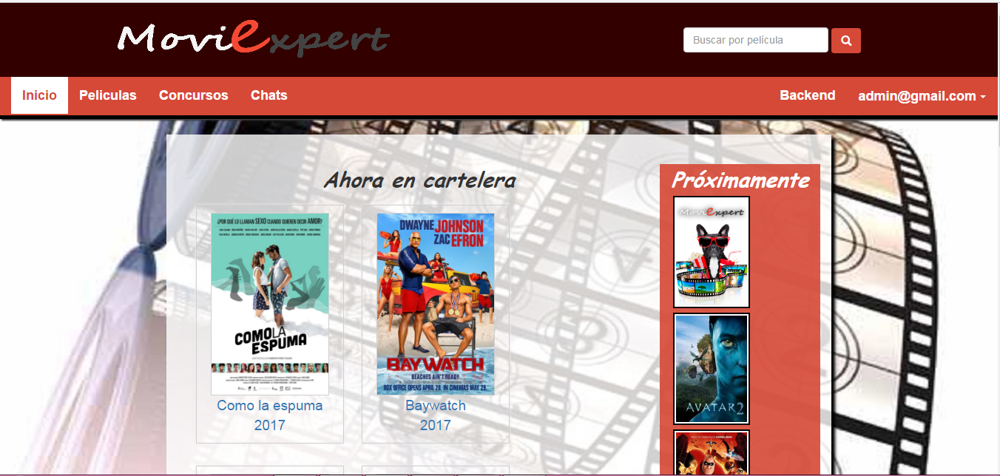 MoviExpert
Buscar por película
Inicio
Peliculas
Concursos
Chats
Backend
admin@gmail.com
Ahora en cartelera
¿POR QUÉ LO LLAMAN SEXO CUANDO QUIEREN DECIR AMOR?
COMO LA
ESPUMA
Como la espuma
2017
DWAYNE JOHNSON
ZAC EFRON
BAYWATCH
BEACHES AIN'T READY
BOX OFFICE OPENS APRIL 28. IN CINEMAS MAY 29.
Baywatch
2017
Próximamente
MoviExpert
AVATAR 2